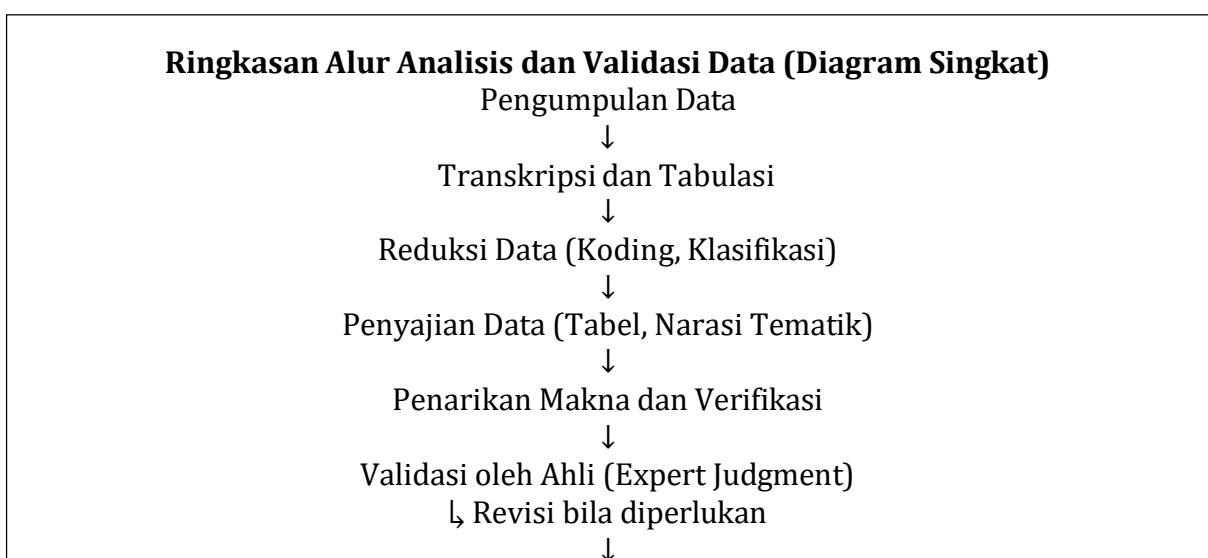 Ringkasan Alur Analisis dan Validasi Data (Diagram Singkat)
Pengumpulan Data
↓
Transkripsi dan Tabulasi
↓
Reduksi Data (Koding, Klasifikasi)
↓
Penyajian Data (Tabel, Narasi Tematik)
↓
Penarikan Makna dan Verifikasi
↓
Validasi oleh Ahli (Expert Judgment)
↳ Revisi bila diperlukan
↓